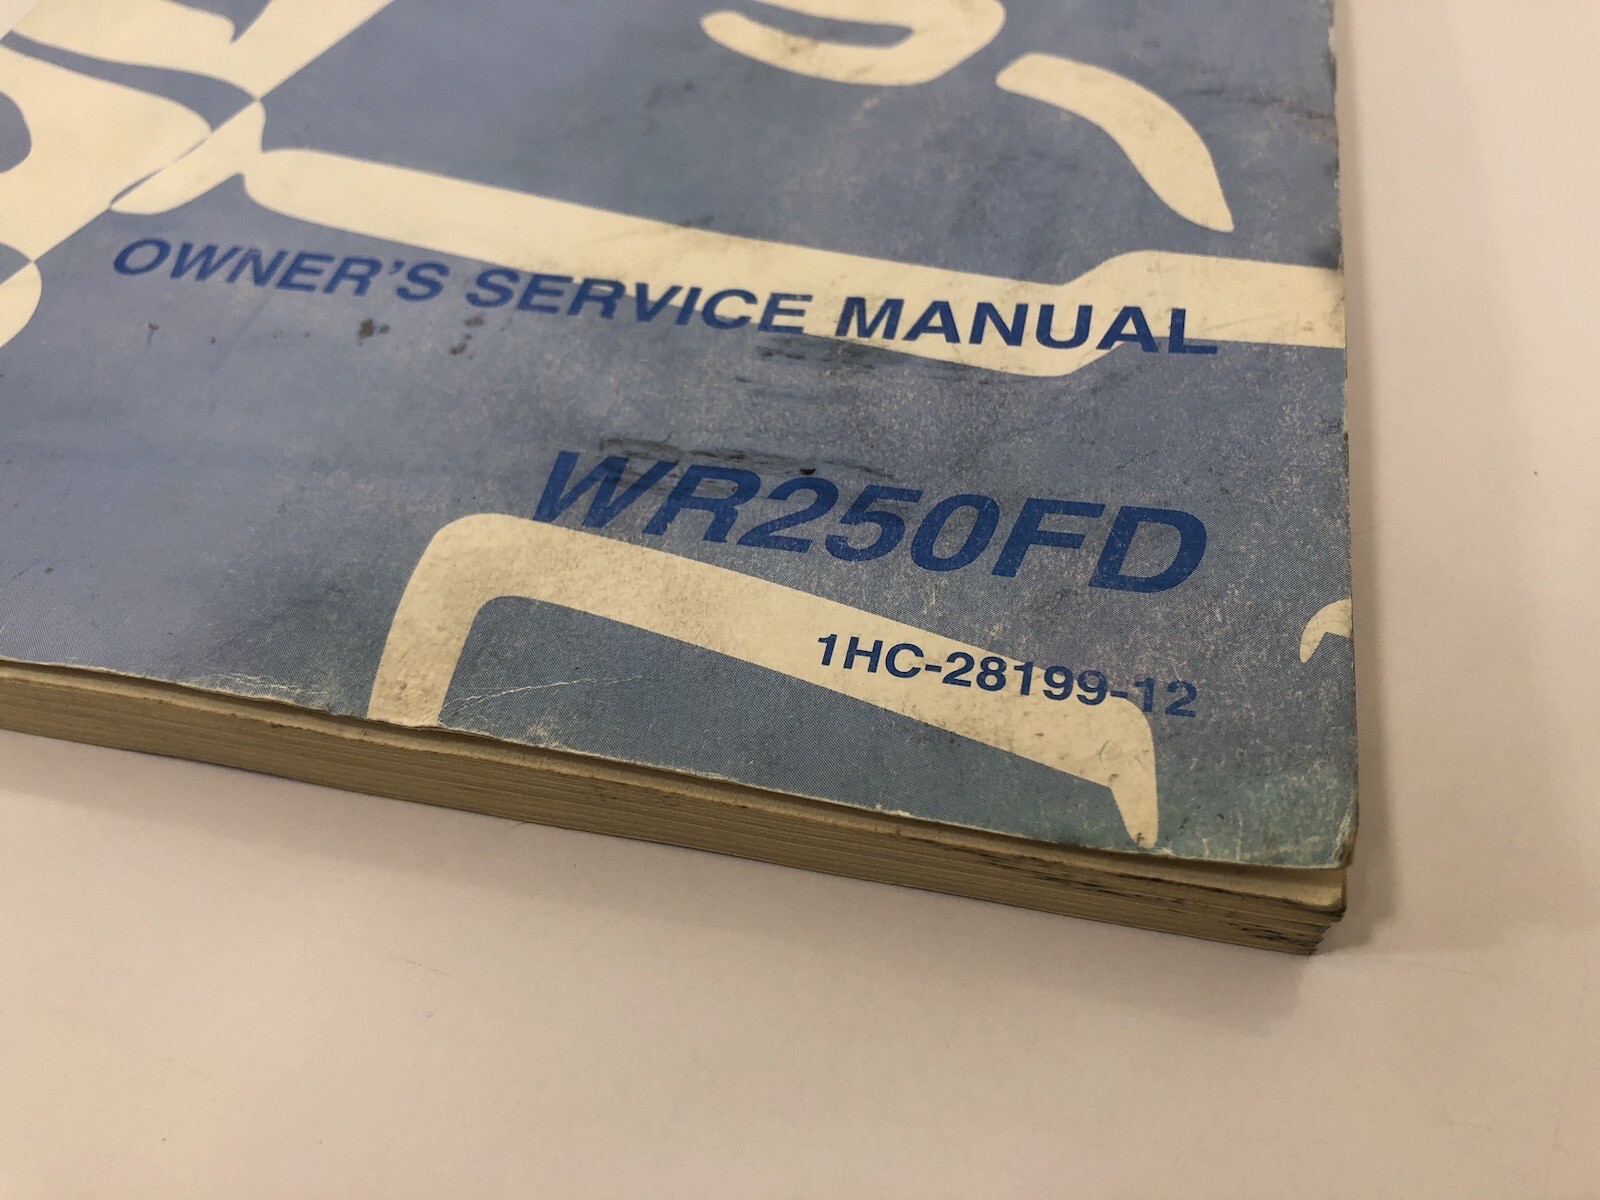 OWNER'S SERVICE MANUAL
WR250FD
1HC-28199-12